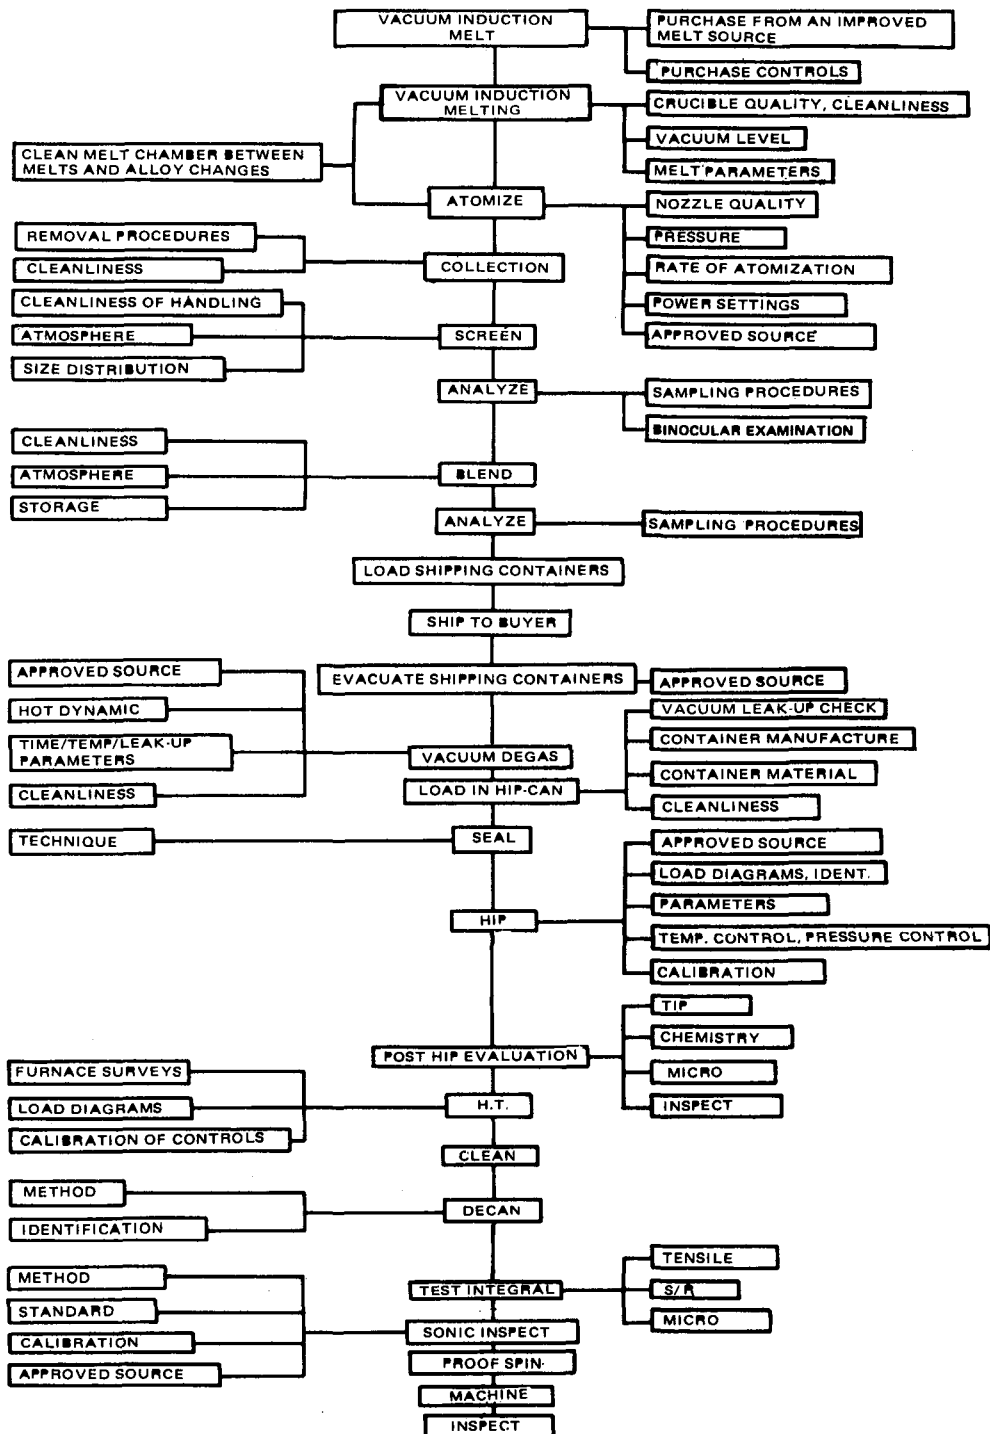 VACUUM INDUCTION
MELT
PURCHASE FROM AN IMPROVED
MELT SOURCE
PURCHASE CONTROLS
VACUUM INDUCTION
MELTING
CRUCIBLE QUALITY, CLEANLINESS
VACUUM LEVEL
MELT PARAMETERS
CLEAN MELT CHAMBER BETWEEN
MELTS AND ALLOY CHANGES
ATOMIZE
NOZZLE QUALITY
PRESSURE
RATE OF ATOMIZATION
POWER SETTINGS
APPROVED SOURCE
REMOVAL PROCEDURES
CLEANLINESS
COLLECTION
CLEANLINESS OF HANDLING
ATMOSPHERE
SIZE DISTRIBUTION
SCREEN
ANALYZE
SAMPLING PROCEDURES
BINOCULAR EXAMINATION
CLEANLINESS
ATMOSPHERE
STORAGE
BLEND
ANALYZE
SAMPLING PROCEDURES
LOAD SHIPPING CONTAINERS
SHIP TO BUYER
EVACUATE SHIPPING CONTAINERS
APPROVED SOURCE
APPROVED SOURCE
HOT DYNAMIC
TIME/TEMP/LEAK-UP
PARAMETERS
CLEANLINESS
VACUUM DEGAS
LOAD IN HIP-CAN
VACUUM LEAK-UP CHECK
CONTAINER MANUFACTURE
CONTAINER MATERIAL
CLEANLINESS
TECHNIQUE
SEAL
HIP
APPROVED SOURCE
LOAD DIAGRAMS, IDENT.
PARAMETERS
TEMP. CONTROL, PRESSURE CONTROL
CALIBRATION
POST HIP EVALUATION
TIP
CHEMISTRY
MICRO
INSPECT
FURNACE SURVEYS
LOAD DIAGRAMS
CALIBRATION OF CONTROLS
H.T.
CLEAN
METHOD
IDENTIFICATION
DECAN
TEST INTEGRAL
TENSILE
S/R
MICRO
METHOD
STANDARD
CALIBRATION
APPROVED SOURCE
SONIC INSPECT
PROOF SPIN
MACHINE
INSPECT